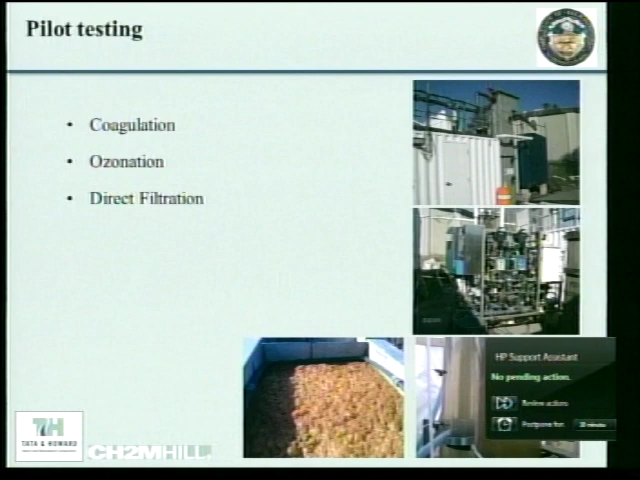 Pilot testing
• Coagulation
• Ozonation
• Direct Filtration
HP Support Assistant
No pending action.
Review actions
Postpone for:
TH
TATA & HOWARD
CH2MHILL